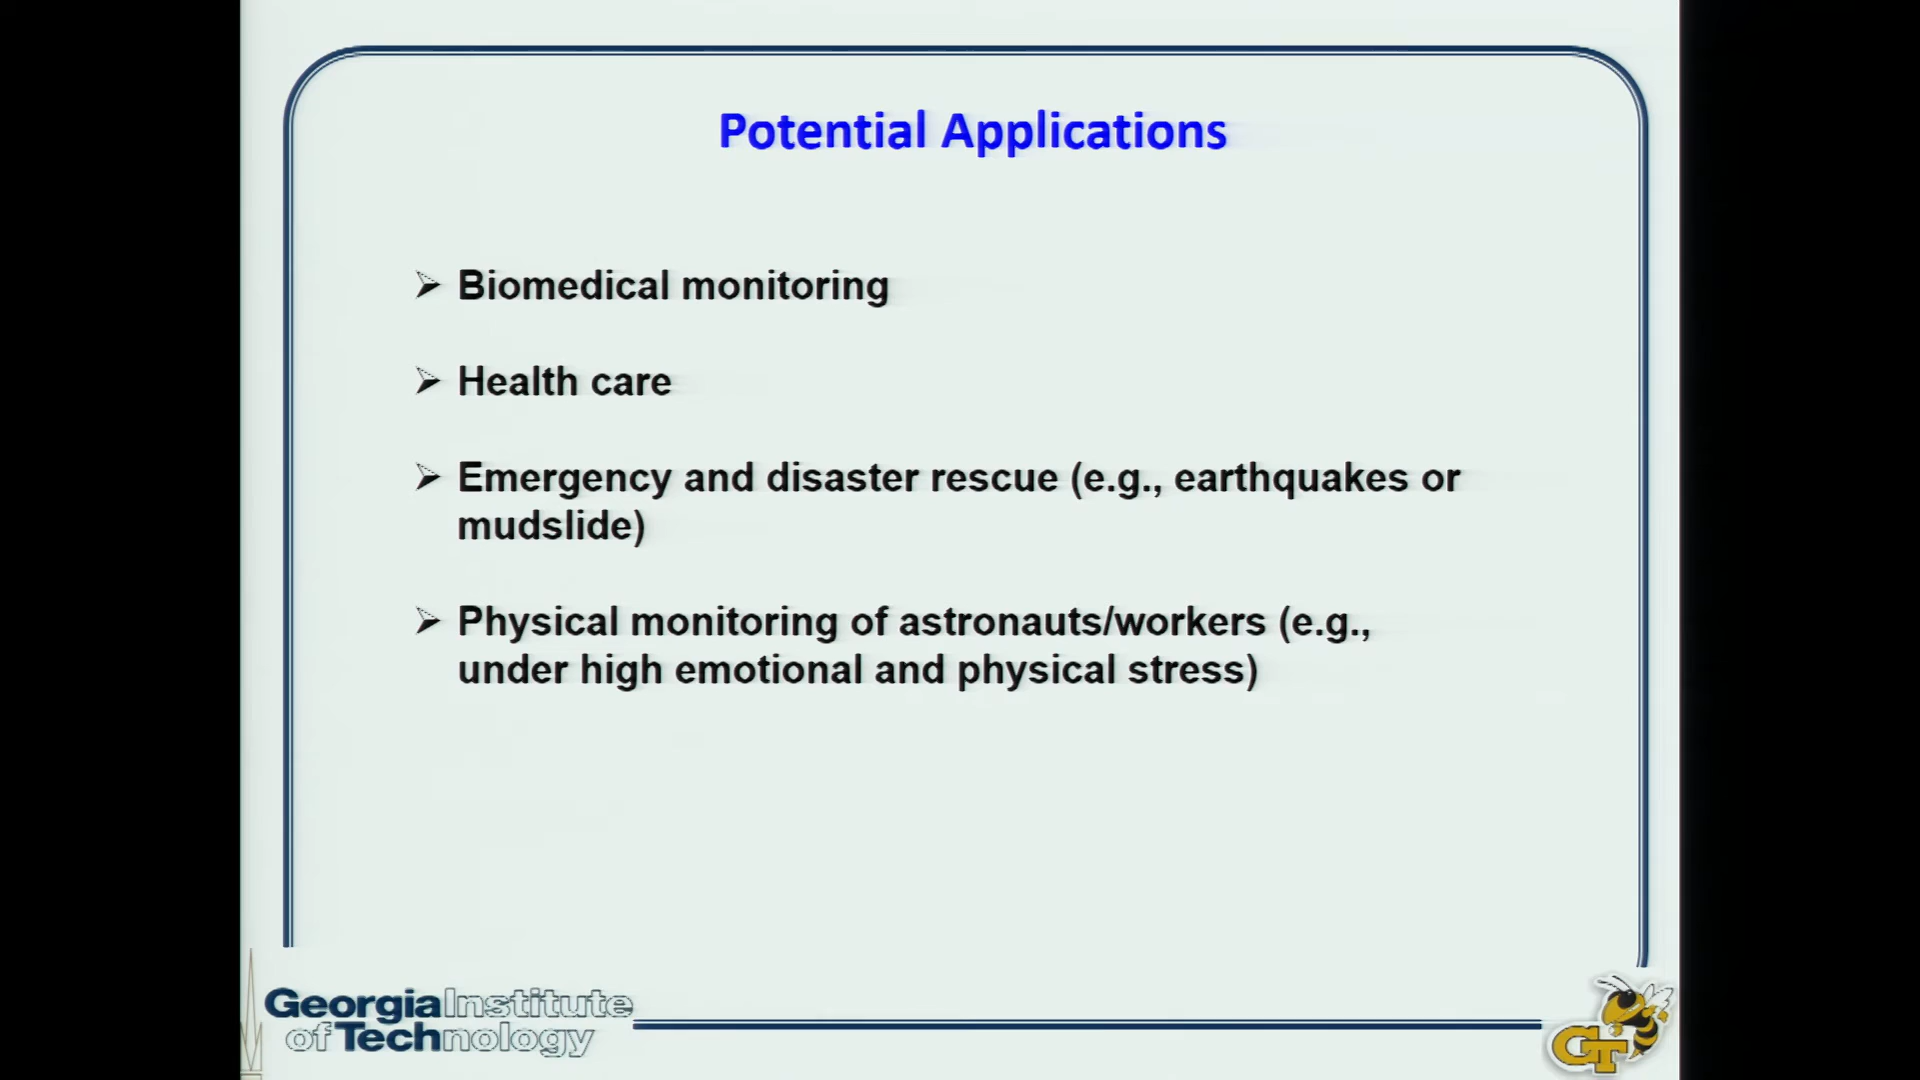 Potential Applications
Biomedical monitoring
Health care
Emergency and disaster rescue (e.g., earthquakes or
mudslide)
Physical monitoring of astronauts/workers (e.g.,
under high emotional and physical stress)
Georgia Institute
of Technology
GT